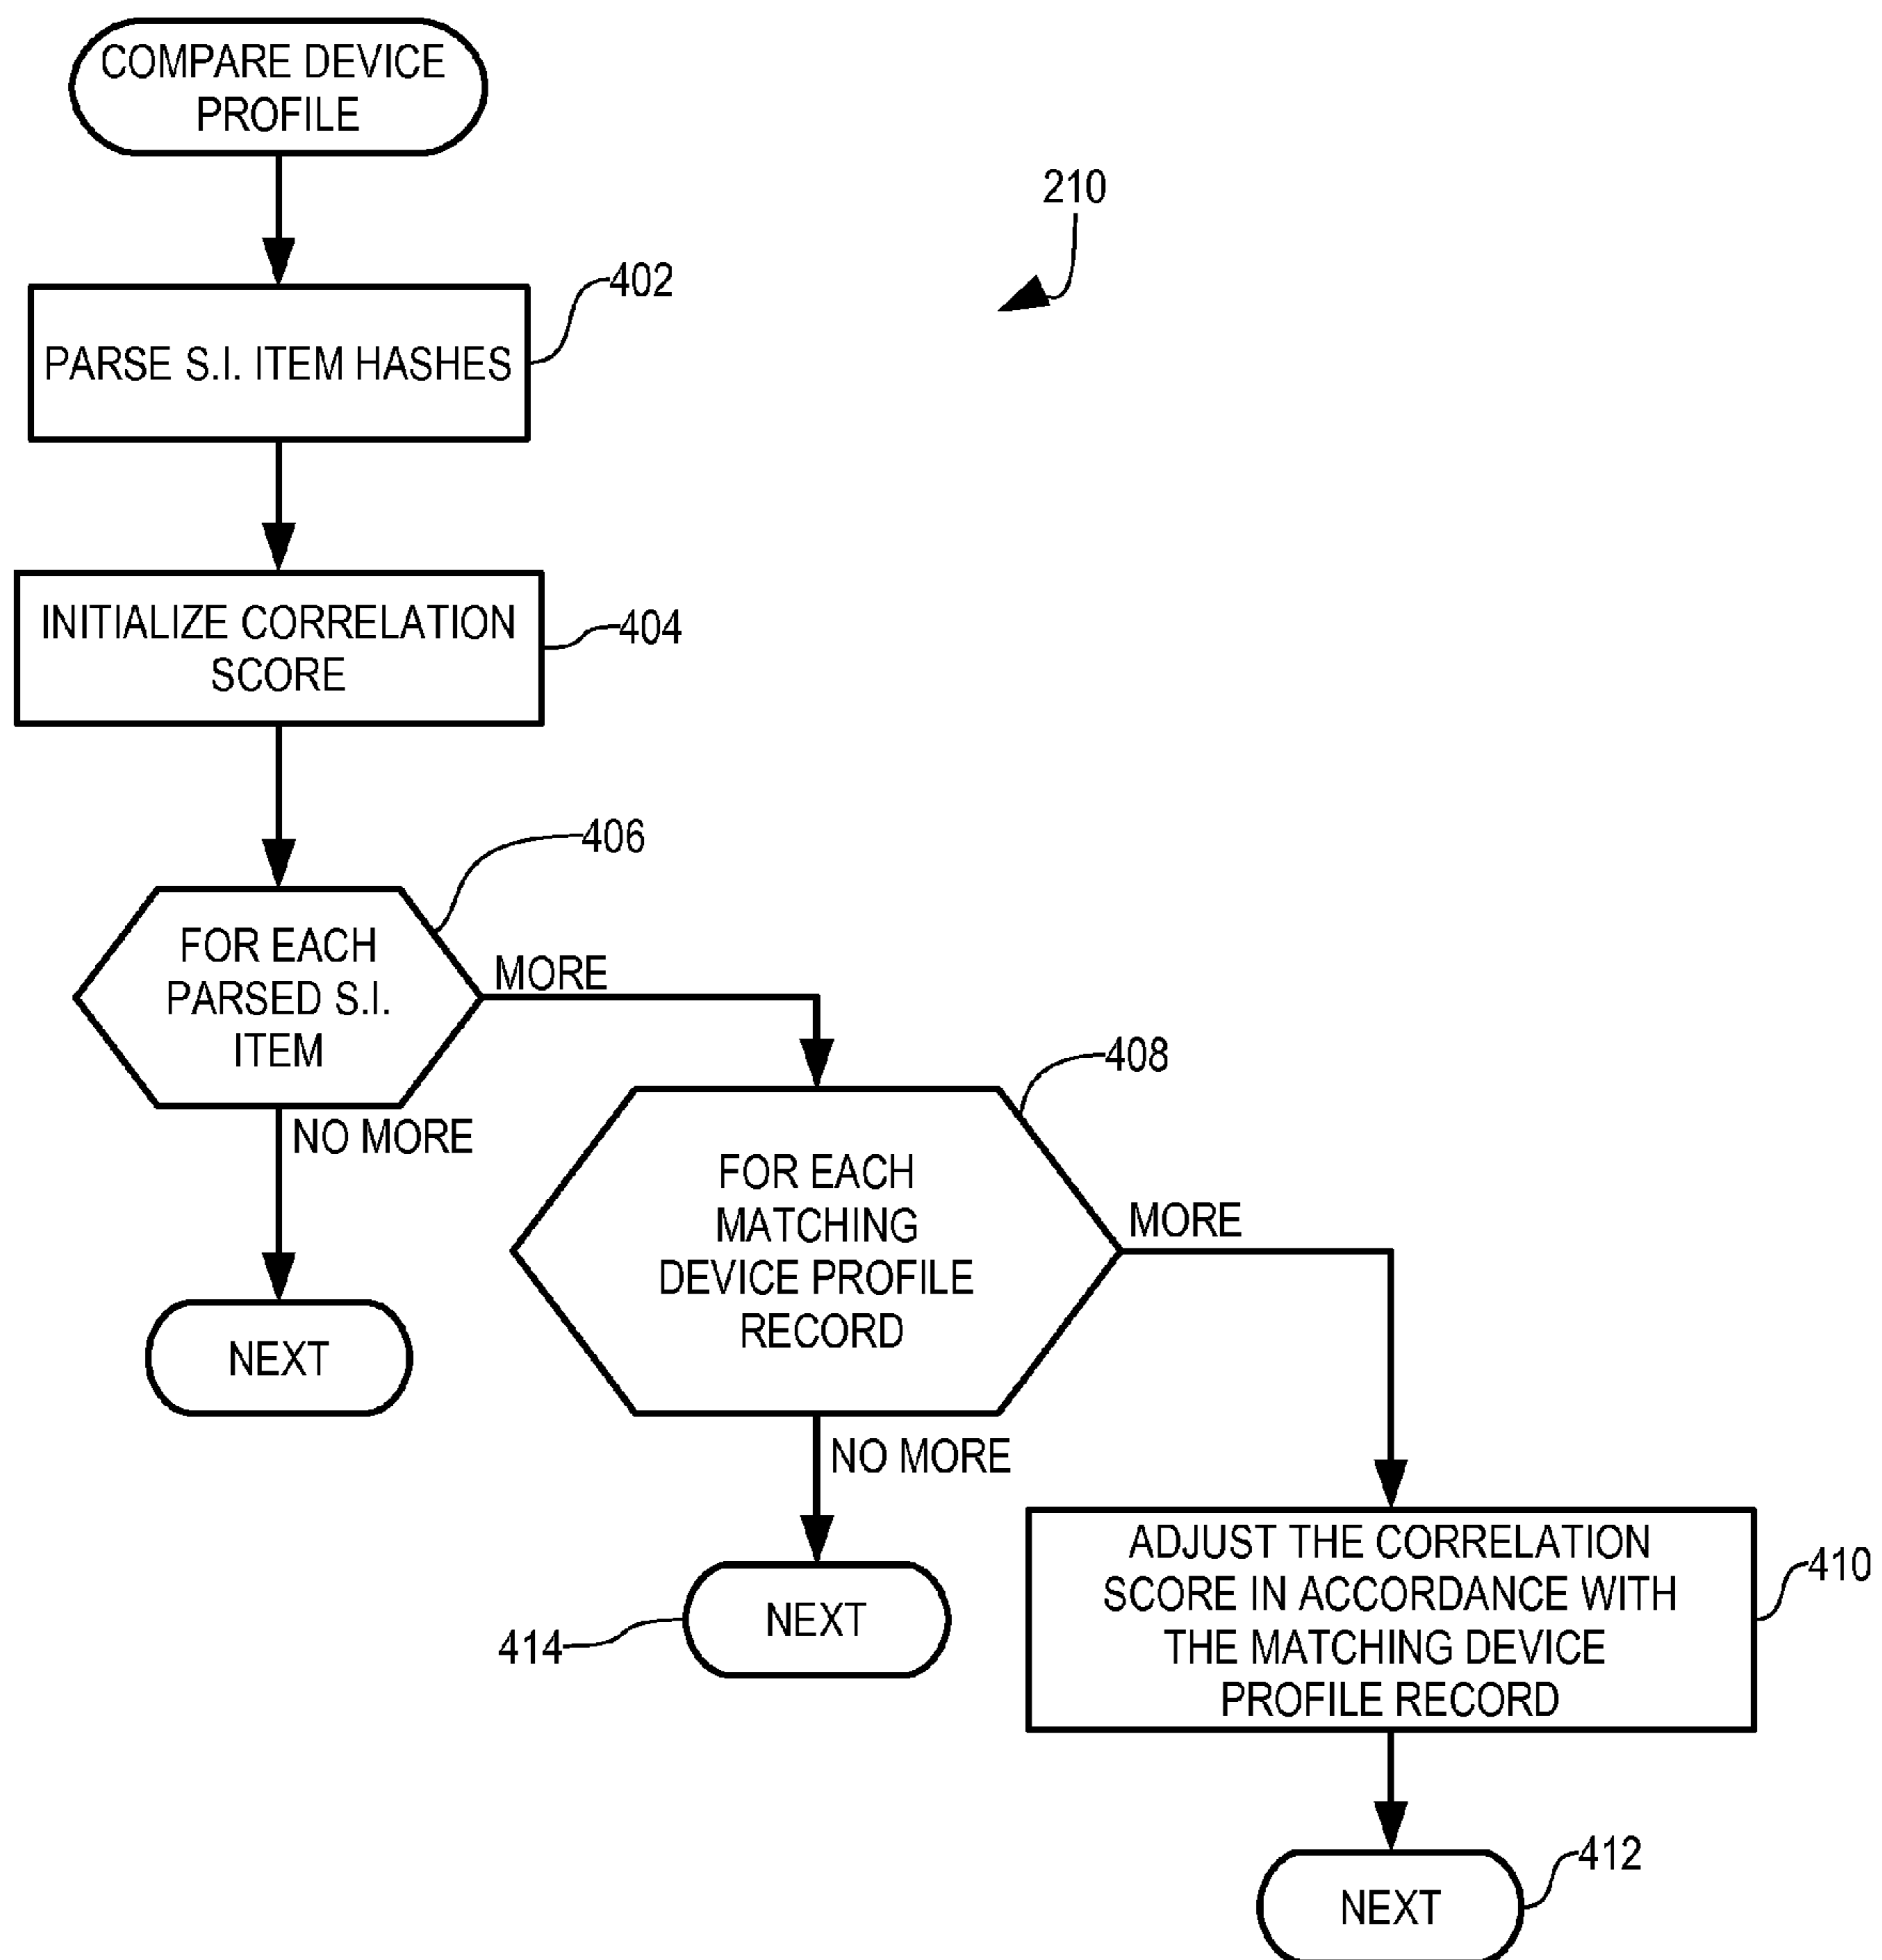 COMPARE DEVICE
PROFILE
210
402
PARSE S.I. ITEM HASHES
INITIALIZE CORRELATION
SCORE
404
406
FOR EACH
PARSED S.I.
ITEM
MORE
408
NO MORE
FOR EACH
MATCHING
DEVICE PROFILE
RECORD
MORE
NEXT
NO MORE
ADJUST THE CORRELATION
SCORE IN ACCORDANCE WITH
THE MATCHING DEVICE
PROFILE RECORD
410
414
NEXT
412
NEXT